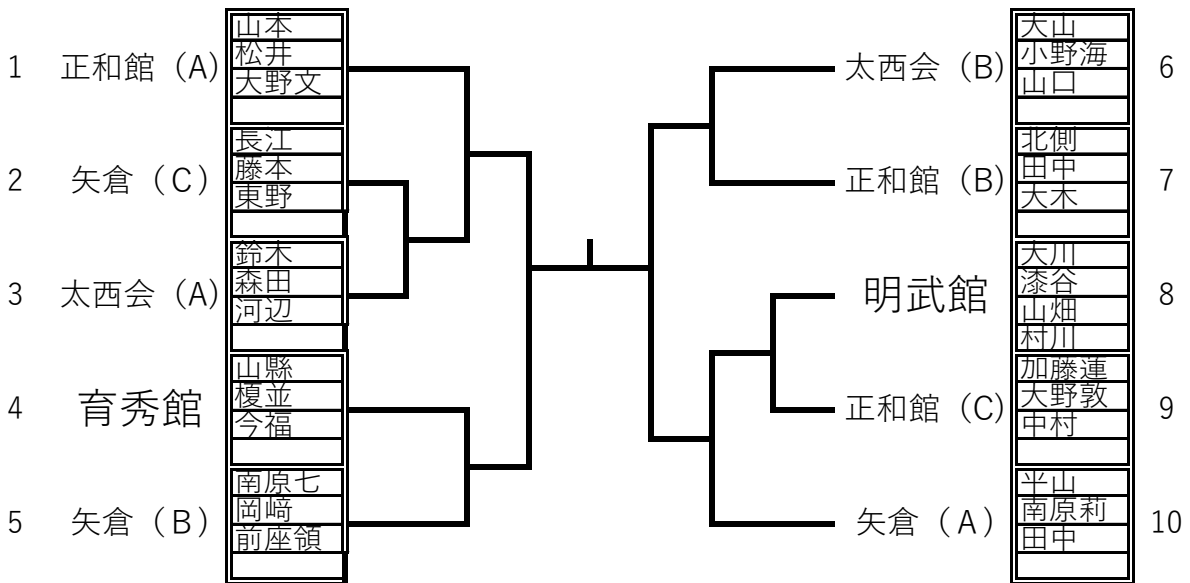 1 正和館（A）
山本
松井
大野文
2 矢倉（C）
長江
藤本
東野
3 太西会（A）
鈴木
森田
河辺
4 育秀館
山縣
榎並
今福
5 矢倉（B）
南原七
岡﨑
前座領
太西会（B） 6
大山
小野海
山口
正和館（B） 7
北側
田中
大木
明武館 8
大川
漆谷
山畑
村川
正和館（C） 9
加藤蓮
大野敦
中村
矢倉（A） 10
半山
南原莉
田中